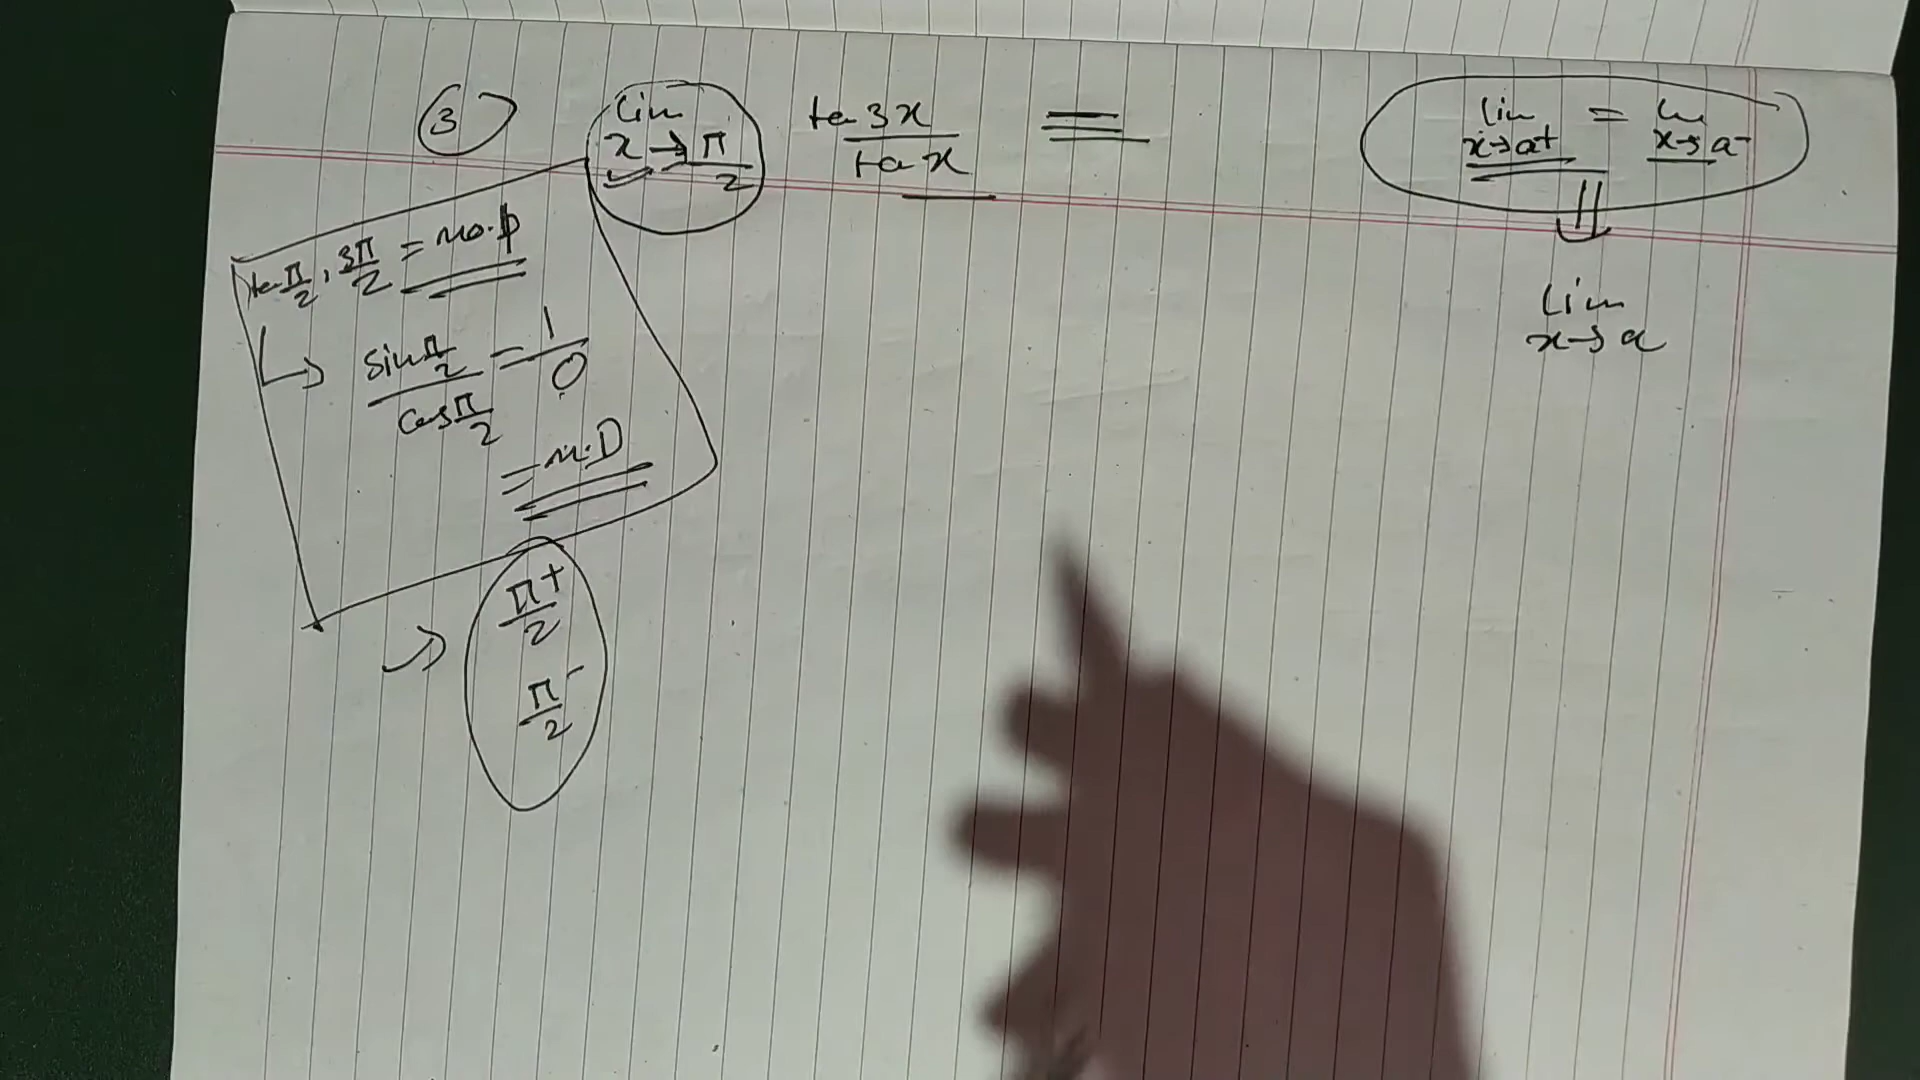 3
lim x→π/2 tan 3x / tan x =
lim x→a+ = lim x→a-
lim x→a
tan π/2, 3π/2 = no.D
sin π/2 / cos π/2 = 1/0
= N.D
π+/2
π-/2